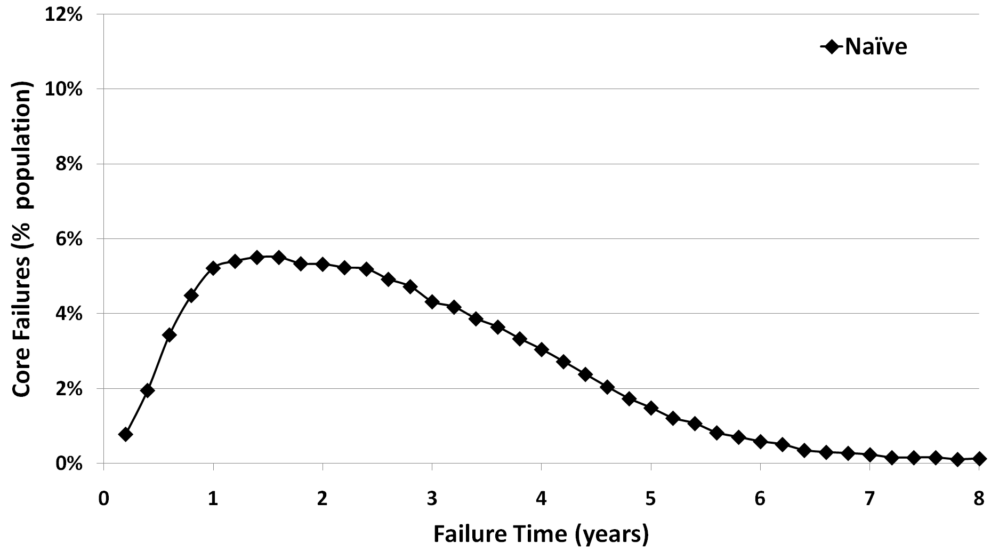 12%
10%
8%
6%
4%
2%
0%
Core Failures (% population)
Naïve
0 1 2 3 4 5 6 7 8
Failure Time (years)